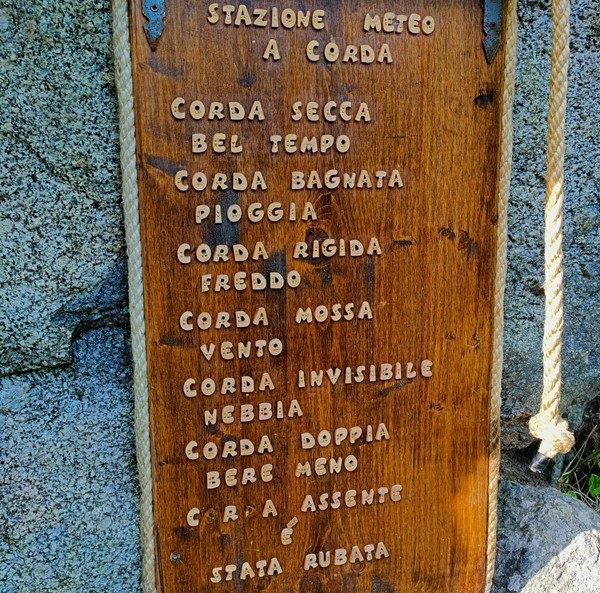 STAZIONE METEO
A CORDA
CORDA SECCA
BEL TEMPO
CORDA BAGNATA
PIOGGIA
CORDA RIGIDA
FREDDO
CORDA MOSSA
VENTO
CORDA INVISIBILE
NEBBIA
CORDA DOPPIA
BERE MENO
C R A ASSENTE
É
STATA RUBATA